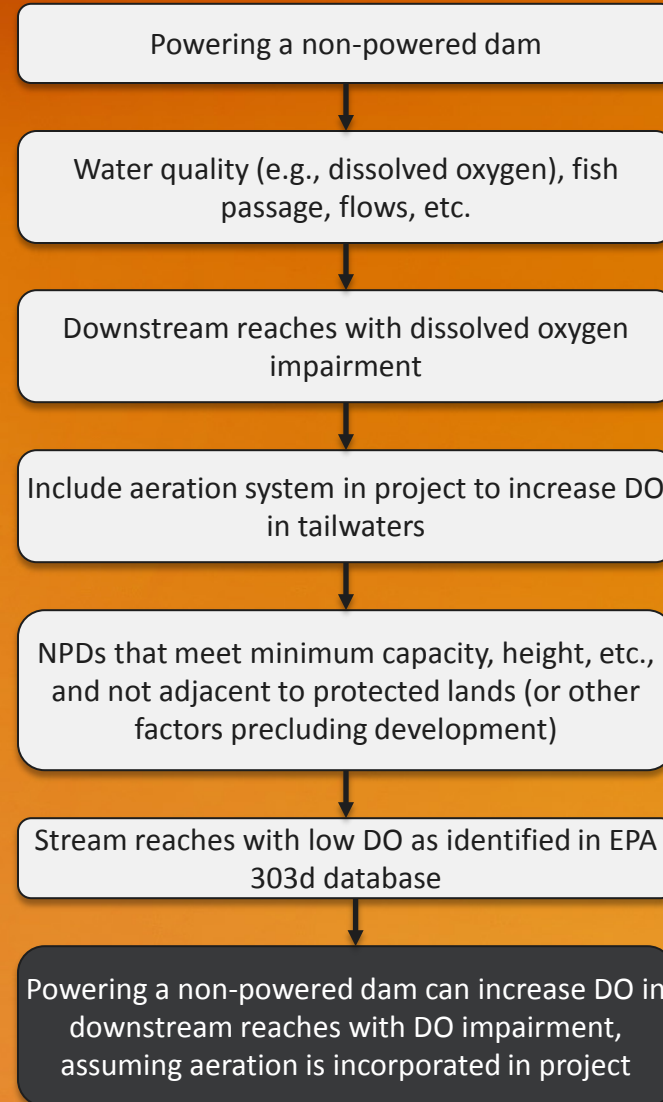 Powering a non-powered dam
Water quality (e.g., dissolved oxygen), fish
passage, flows, etc.
Downstream reaches with dissolved oxygen
impairment
Include aeration system in project to increase DO
in tailwaters
NPDs that meet minimum capacity, height, etc.,
and not adjacent to protected lands (or other
factors precluding development)
Stream reaches with low DO as identified in EPA
303d database
Powering a non-powered dam can increase DO in
downstream reaches with DO impairment,
assuming aeration is incorporated in project